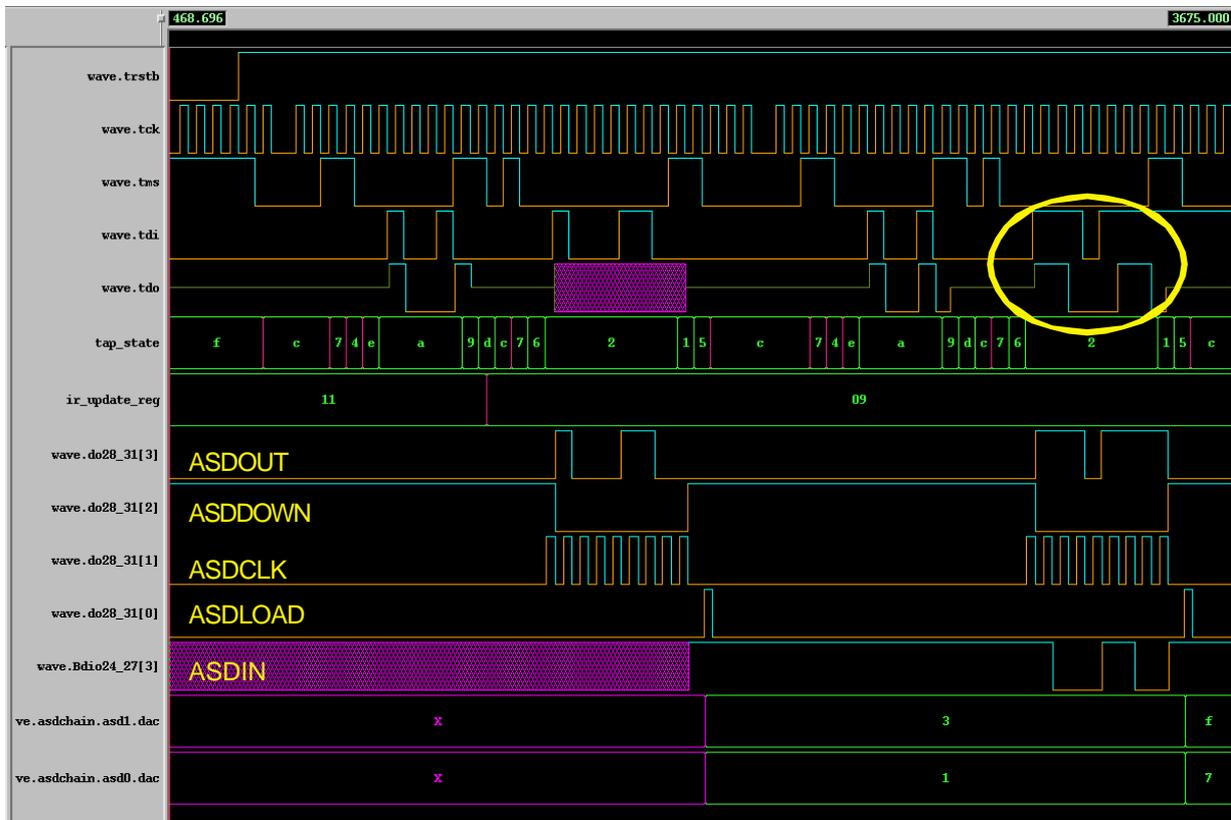 468.696 3675.000
wave.trstb
wave.tck
wave.tms
wave.tdi
wave.tdo
tap_state f c 7 4 e a 9 d c 7 6 2 1 5 c 7 4 e a 9 d c 7 6 2 1 5 c
ir_update_reg 11 09
wave.do28_31[3] ASDOUT
wave.do28_31[2] ASDDOWN
wave.do28_31[1] ASDCLK
wave.do28_31[0] ASDLOAD
wave.Bdio24_27[3] ASDIN
ve.asdchain.asd1.dac X 3 f
ve.asdchain.asd0.dac X 1 7